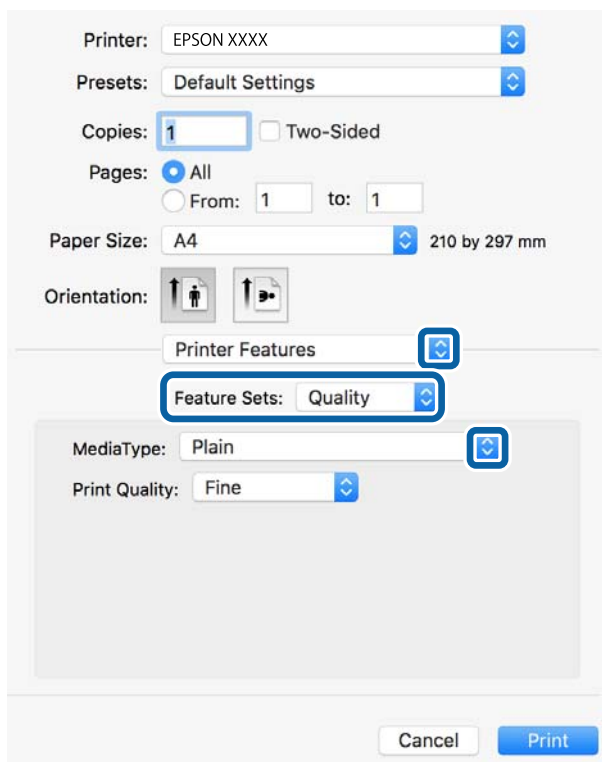 Printer: EPSON XXXX
Presets: Default Settings
Copies: 1 Two-Sided
Pages: All
From: 1 to: 1
Paper Size: A4 210 by 297 mm
Orientation:
Printer Features
Feature Sets: Quality
MediaType: Plain
Print Quality: Fine
Cancel Print